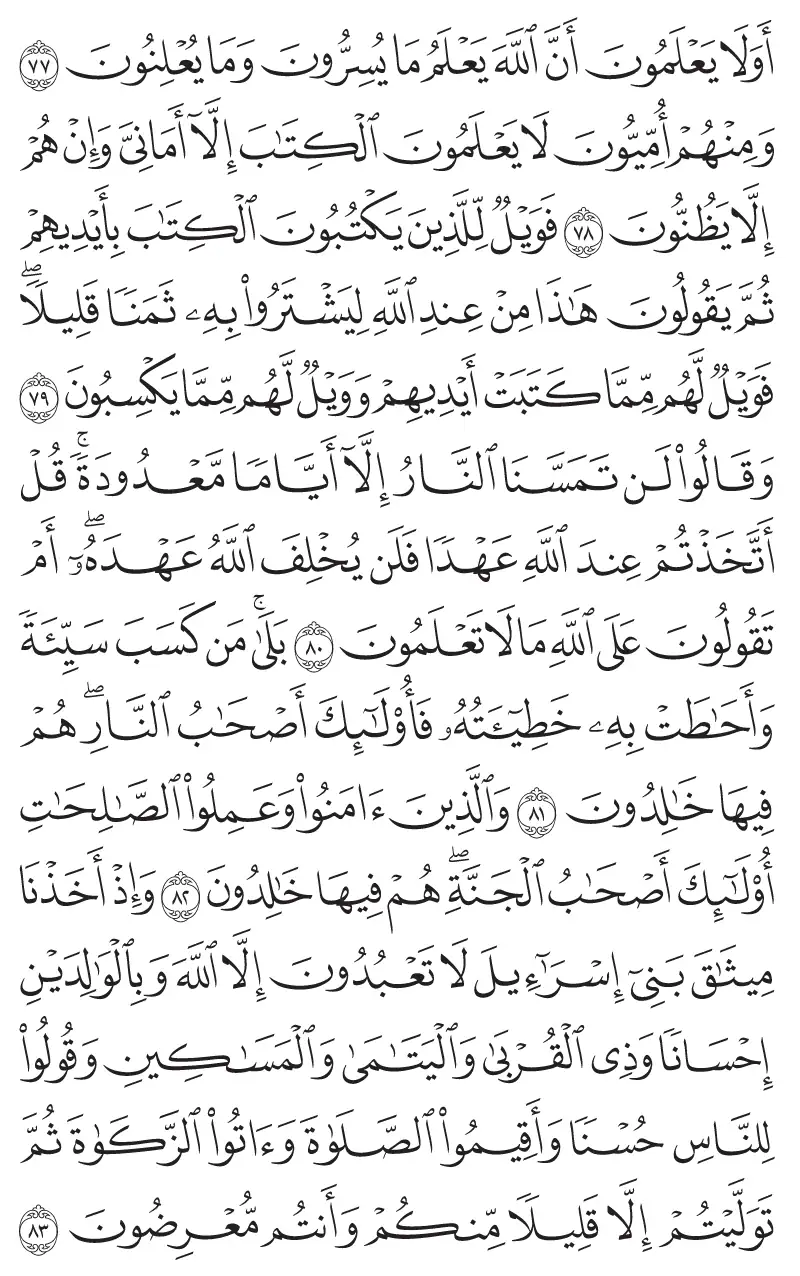 أَوَلَا يَعْلَمُونَ أَنَّ ٱللَّهَ يَعْلَمُ مَا يُسِرُّونَ وَمَا يُعْلِنُونَ ٧٧
وَمِنْهُمْ أُمِّيُّونَ لَا يَعْلَمُونَ ٱلْكِتَٰبَ إِلَّآ أَمَانِىَّ وَإِنْ هُمْ
إِلَّا يَظُنُّونَ ٧٨ فَوَيْلٌ لِّلَّذِينَ يَكْتُبُونَ ٱلْكِتَٰبَ بِأَيْدِيهِمْ
ثُمَّ يَقُولُونَ هَٰذَا مِنْ عِندِ ٱللَّهِ لِيَشْتَرُوا۟ بِهِۦ ثَمَنًا قَلِيلًا ۖ
فَوَيْلٌ لَّهُم مِّمَّا كَتَبَتْ أَيْدِيهِمْ وَوَيْلٌ لَّهُم مِّمَّا يَكْسِبُونَ ٧٩
وَقَالُوا۟ لَن تَمَسَّنَا ٱلنَّارُ إِلَّآ أَيَّامًا مَّعْدُودَةً ۚ قُلْ
أَتَّخَذْتُمْ عِندَ ٱللَّهِ عَهْدًا فَلَن يُخْلِفَ ٱللَّهُ عَهْدَهُۥٓ ۖ أَمْ
تَقُولُونَ عَلَى ٱللَّهِ مَا لَا تَعْلَمُونَ ٨٠ بَلَىٰ ۚ مَن كَسَبَ سَيِّئَةً
وَأَحَٰطَتْ بِهِۦ خَطِيٓـَٔتُهُۥ فَأُو۟لَٰٓئِكَ أَصْحَٰبُ ٱلنَّارِ ۖ هُمْ
فِيهَا خَٰلِدُونَ ٨١ وَٱلَّذِينَ ءَامَنُوا۟ وَعَمِلُوا۟ ٱلصَّٰلِحَٰتِ
أُو۟لَٰٓئِكَ أَصْحَٰبُ ٱلْجَنَّةِ ۖ هُمْ فِيهَا خَٰلِدُونَ ٨٢ وَإِذْ أَخَذْنَا
مِيثَٰقَ بَنِىٓ إِسْرَٰٓءِيلَ لَا تَعْبُدُونَ إِلَّا ٱللَّهَ وَبِٱلْوَٰلِدَيْنِ
إِحْسَانًا وَذِى ٱلْقُرْبَىٰ وَٱلْيَتَٰمَىٰ وَٱلْمَسَٰكِينِ وَقُولُوا۟
لِلنَّاسِ حُسْنًا وَأَقِيمُوا۟ ٱلصَّلَوٰةَ وَءَاتُوا۟ ٱلزَّكَوٰةَ ثُمَّ
تَوَلَّيْتُمْ إِلَّا قَلِيلًا مِّنكُمْ وَأَنتُم مُّعْرِضُونَ ٨٣